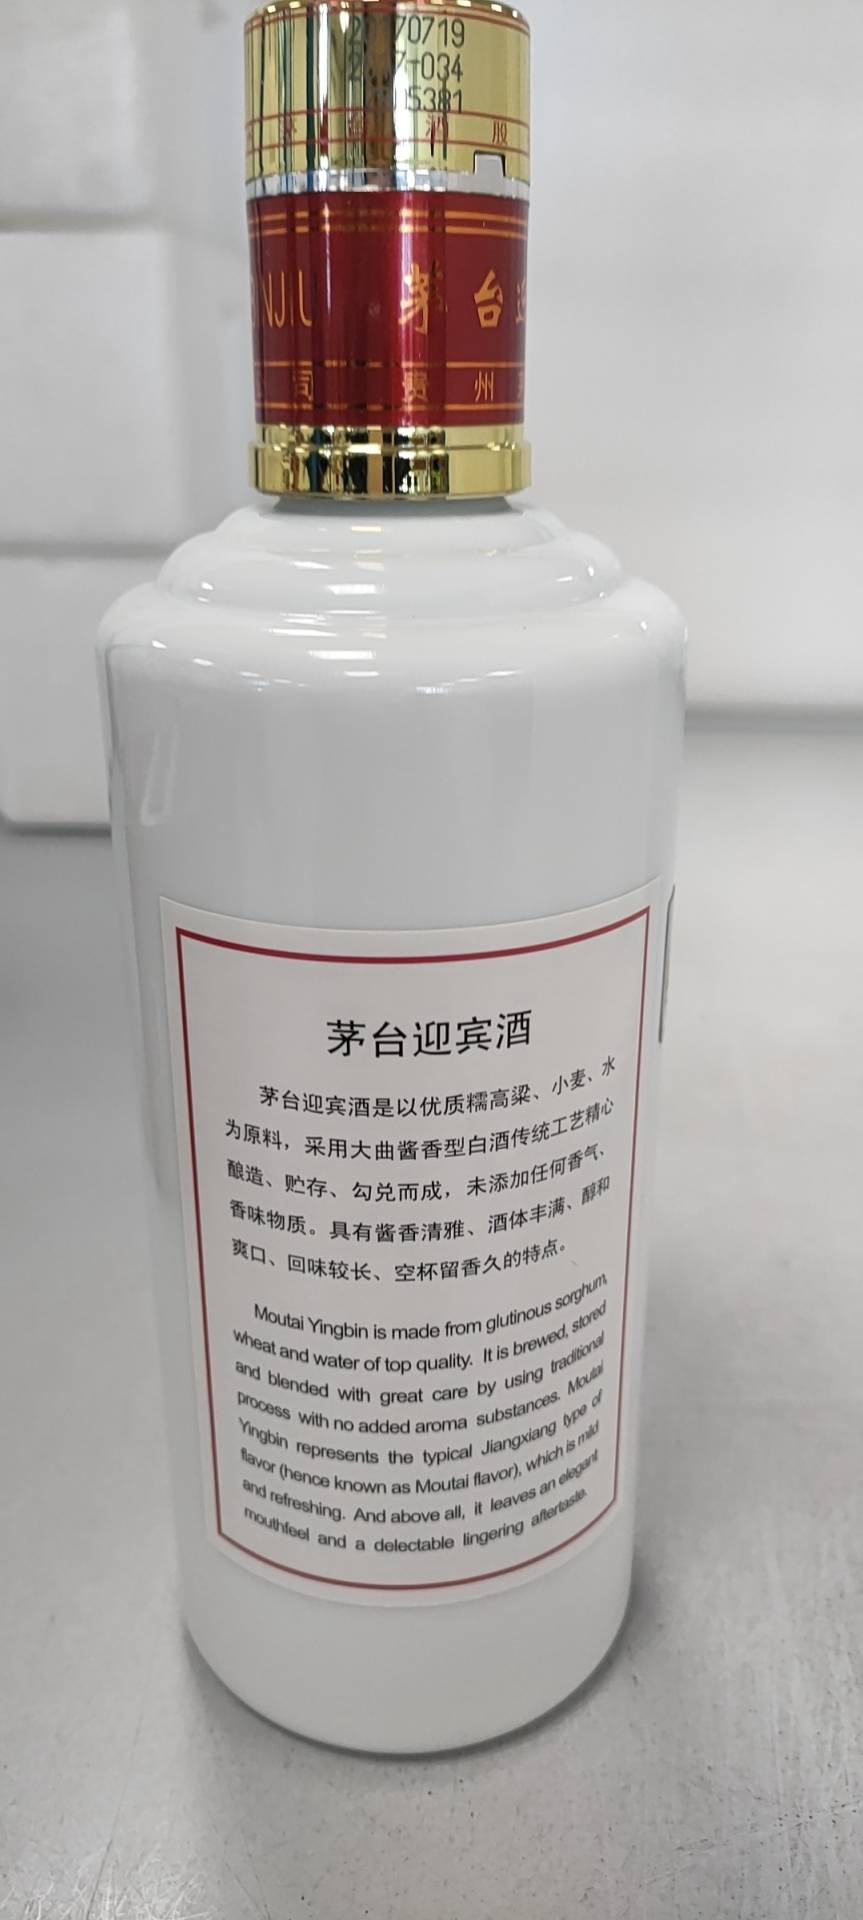 0719
-034
5381
酒 股
NJIU 茅台迎
司 贵州
茅台迎宾酒
茅台迎宾酒是以优质糯高粱、小麦、水
为原料，采用大曲酱香型白酒传统工艺精心
酿造、贮存、勾兑而成，未添加任何香气、
香味物质。具有酱香清雅、酒体丰满、醇和
爽口、回味较长、空杯留香久的特点。
Moutai Yingbin is made from glutinous sorghum,
wheat and water of top quality. It is brewed, stored
and blended with great care by using traditional
process with no added aroma substances. Moutai
Yingbin represents the typical Jiangxiang type of
flavor (hence known as Moutai flavor), which is mild
and refreshing. And above all, it leaves an elegant
mouthfeel and a delectable lingering aftertaste.